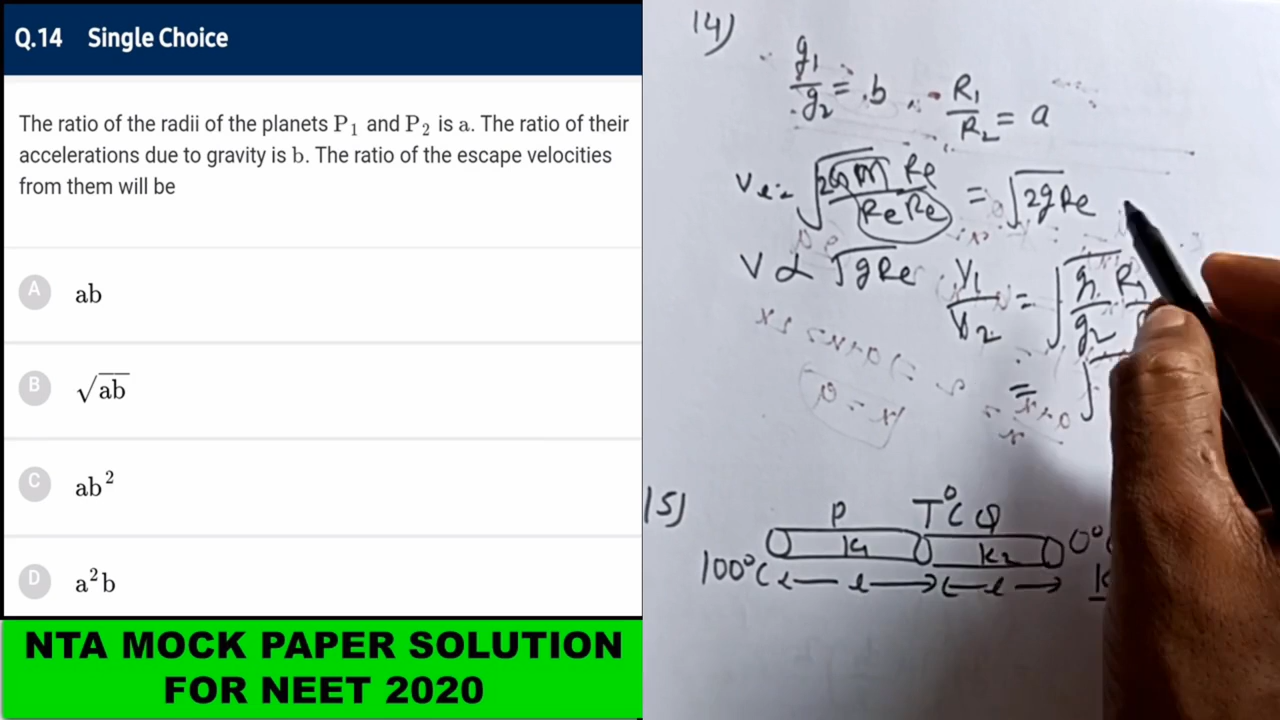 Q.14 Single Choice
The ratio of the radii of the planets P₁ and P₂ is a. The ratio of their
accelerations due to gravity is b. The ratio of the escape velocities
from them will be
A ab
B √ab
C ab²
D a²b
NTA MOCK PAPER SOLUTION
FOR NEET 2020
14)
g₁/g₂ = b R₁/R₂ = a
Ve = √(2GM Re / Re Re) = √2gRe
V ∝ √gRe V₁/V₂ = √(g₁/g₂ R₁/
= √
15)
P T°C Q
K₁ K₂ 0°
100°C l l